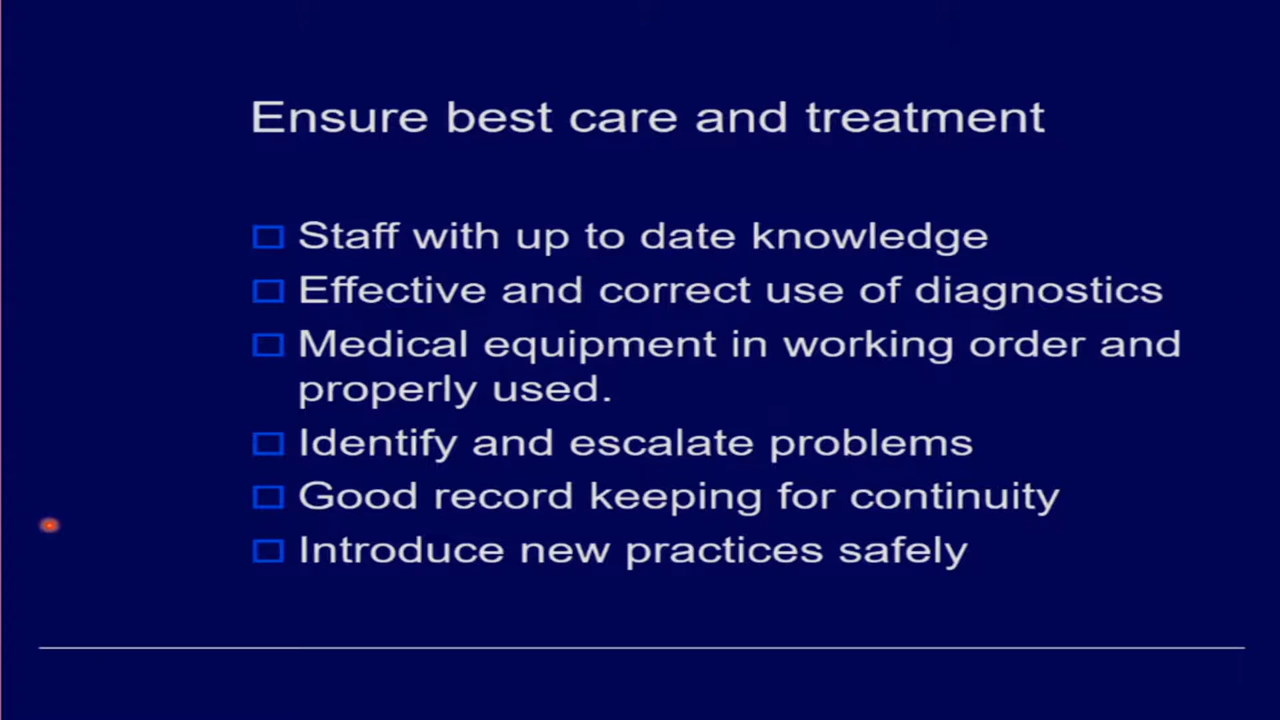 Ensure best care and treatment
Staff with up to date knowledge
Effective and correct use of diagnostics
Medical equipment in working order and
properly used.
Identify and escalate problems
Good record keeping for continuity
Introduce new practices safely